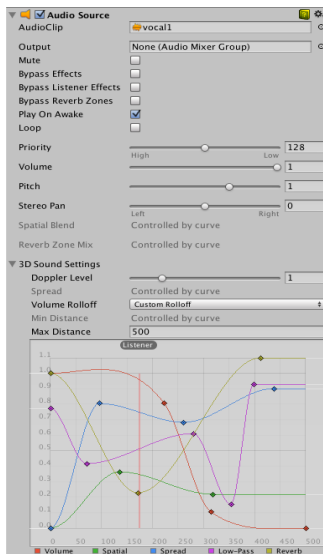 Audio Source
AudioClip vocal1
Output None (Audio Mixer Group)
Mute
Bypass Effects
Bypass Listener Effects
Bypass Reverb Zones
Play On Awake
Loop
Priority 128
High Low
Volume 1
Pitch 1
Stereo Pan 0
Left Right
Spatial Blend Controlled by curve
Reverb Zone Mix Controlled by curve
3D Sound Settings
Doppler Level 1
Spread Controlled by curve
Volume Rolloff Custom Rolloff
Min Distance Controlled by curve
Max Distance 500
Listener
1.1
1.0
0.9
0.8
0.6
0.5
0.4
0.2
0.1
0.0
0 50 100 150 200 250 300 350 400 450 500
Volume Spatial Spread Low-Pass Reverb